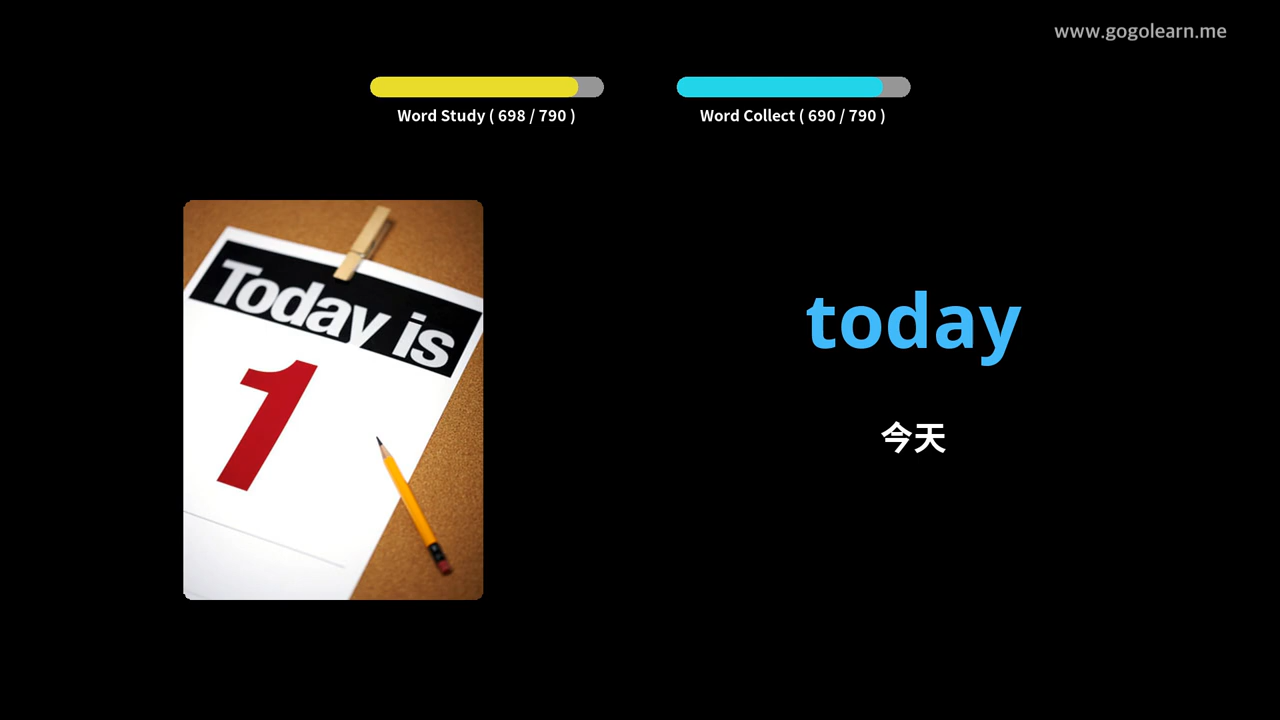 www.gogolearn.me
Word Study ( 698 / 790 )
Word Collect ( 690 / 790 )
Today is
1
today
今天